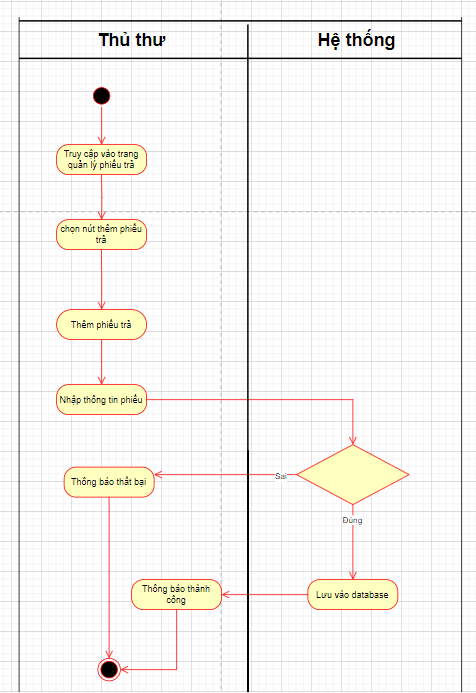 Thủ thư
Hệ thống
Truy cập vào trang
quản lý phiếu trả
chọn nút thêm phiếu
trả
Thêm phiếu trả
Nhập thông tin phiếu
Thông báo thất bại
Sai
Đúng
Thông báo thành
công
Lưu vào database